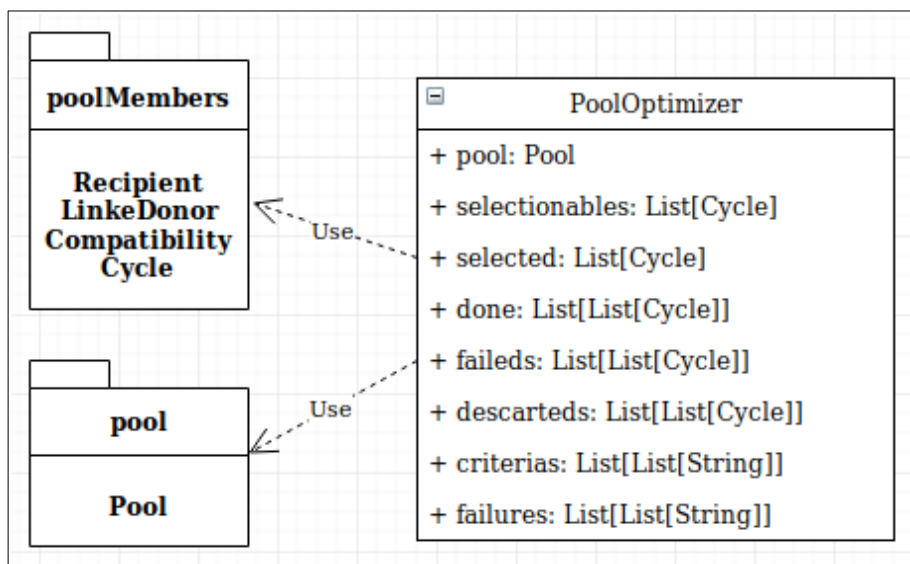 poolMembers
Recipient
LinkeDonor
Compatibility
Cycle
Use
pool
Pool
Use
PoolOptimizer
+ pool: Pool
+ selectionables: List[Cycle]
+ selected: List[Cycle]
+ done: List[List[Cycle]]
+ faileds: List[List[Cycle]]
+ descarteds: List[List[Cycle]]
+ criterias: List[List[String]]
+ failures: List[List[String]]